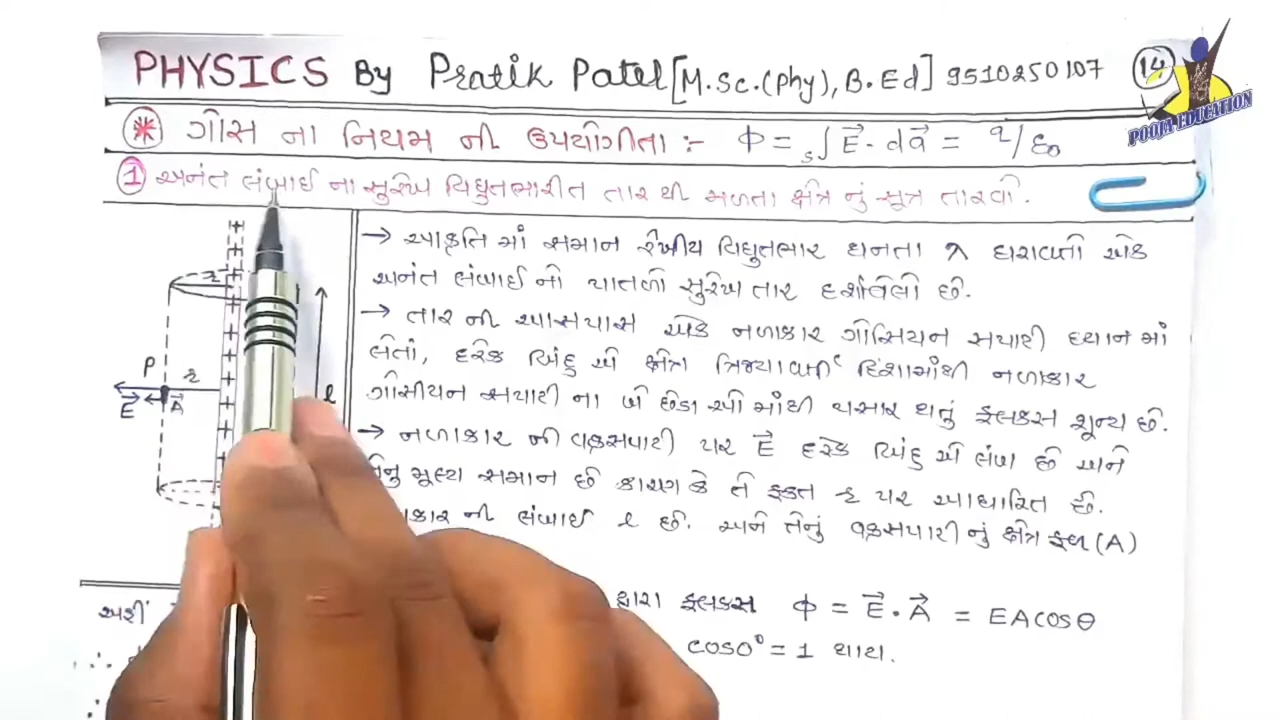 PHYSICS By Pratik Patel [M.Sc.(Phy), B.Ed] 9510250107 (14)
POOJA EDUCATION
* ગૌસ ના નિયમ ની ઉપયોગીતા :- ϕ = s∫ E⃗ · da⃗ = q/ε₀
(1) અનંત લંબાઈ ના સુરેખ વિદ્યુતભારીત તાર થી મળતા ક્ષેત્ર નું સૂત્ર તારવો.
→ આકૃતિ માં સમાન રેખીય વિદ્યુતભાર ઘનતા λ ધરાવતો એક
અનંત લંબાઈ નો પાતળો સુરેખ તાર દર્શાવેલો છે.
→ તાર ની આસપાસ એક નળાકાર ગૌસિયન સપાટી ધ્યાન માં
લેતાં, દરેક બિંદુ એ ક્ષેત્ર ત્રિજ્યાવર્તી દિશામાંથી નળાકાર
ગૌસીયન સપાટી ના બે છેડાઓ માંથી પસાર થતું ફ્લક્સ શૂન્ય છે.
→ નળાકાર ની વક્રસપાટી પર E⃗ દરેક બિંદુ એ લંબ છે અને
તેનું મૂલ્ય સમાન છે કારણ કે તે ફક્ત r પર આધારિત છે.
ની લંબાઈ l છે. અને તેનું વક્રસપાટી નું ક્ષેત્રફળ (A)
r
P r
E⃗ A⃗ l
અહીં
દ્વારા ફ્લક્સ ϕ = E⃗ · A⃗ = EAcosθ
∴ cos0° = 1 થાય.